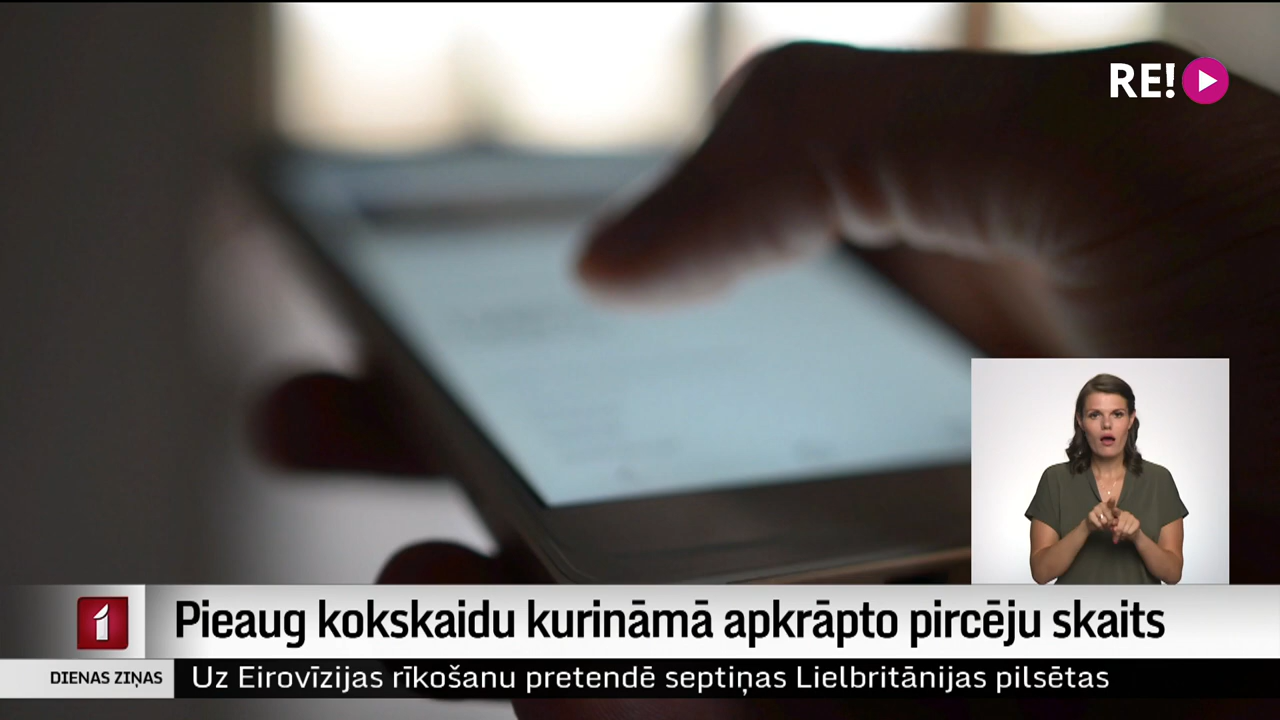 RE!
1
Pieaug kokskaidu kurināmā apkrāpto pircēju skaits
DIENAS ZIŅAS
Uz Eirovīzijas rīkošanu pretendē septiņas Lielbritānijas pilsētas